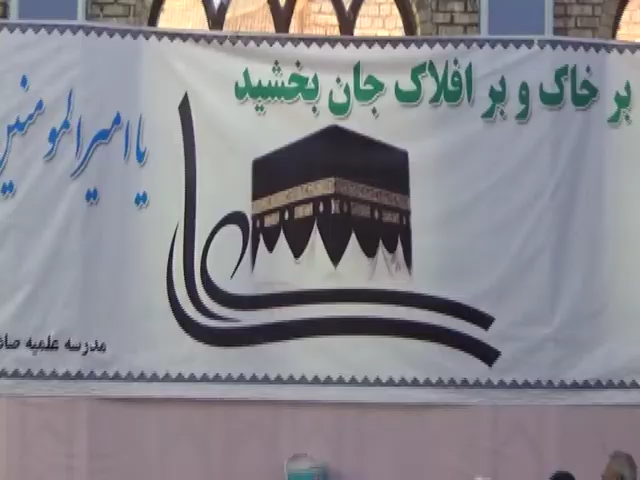 بر خاک و بر افلاک جان بخشید
یا امیرالمومنین
علی
مدرسه علمیه